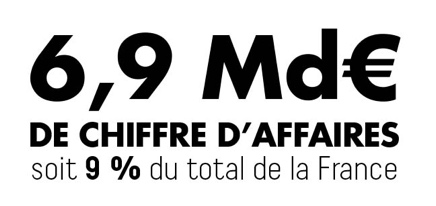 6,9 Md€
DE CHIFFRE D'AFFAIRES
soit 9 % du total de la France